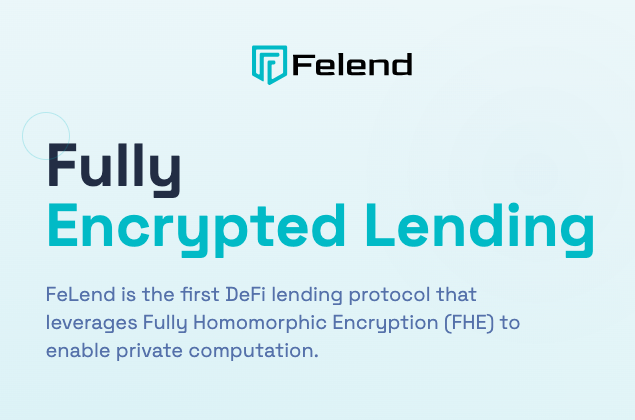 Felend
Fully
Encrypted Lending
FeLend is the first DeFi lending protocol that
leverages Fully Homomorphic Encryption (FHE) to
enable private computation.